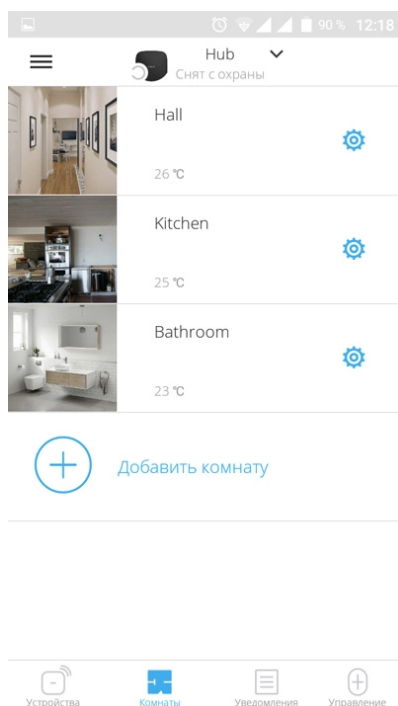 90 % 12:18
Hub
Снят с охраны
Hall
26 ℃
Kitchen
25 ℃
Bathroom
23 ℃
Добавить комнату
Устройства Комнаты Уведомления Управление